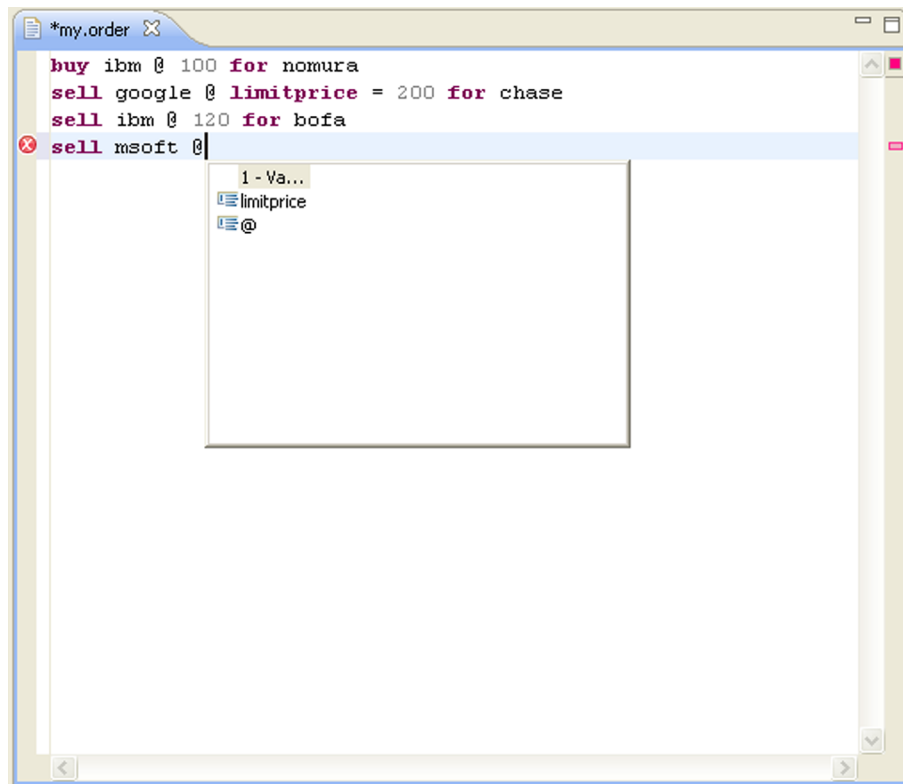 *my.order
buy ibm @ 100 for nomura
sell google @ limitprice = 200 for chase
sell ibm @ 120 for bofa
sell msoft @
1 - Va...
limitprice
@